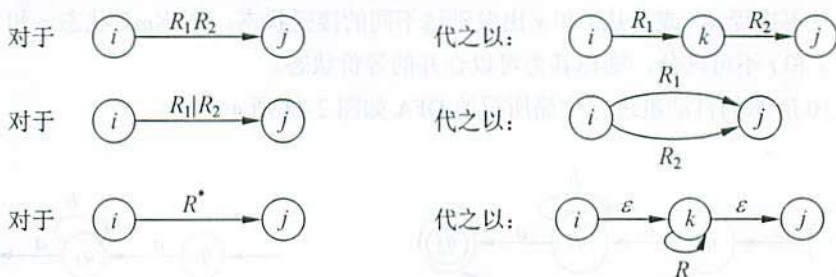 对于 i R₁R₂ j 代之以: i R₁ k R₂ j
对于 i R₁|R₂ j 代之以: i R₁ R₂ j
对于 i R* j 代之以: i ε k ε j R